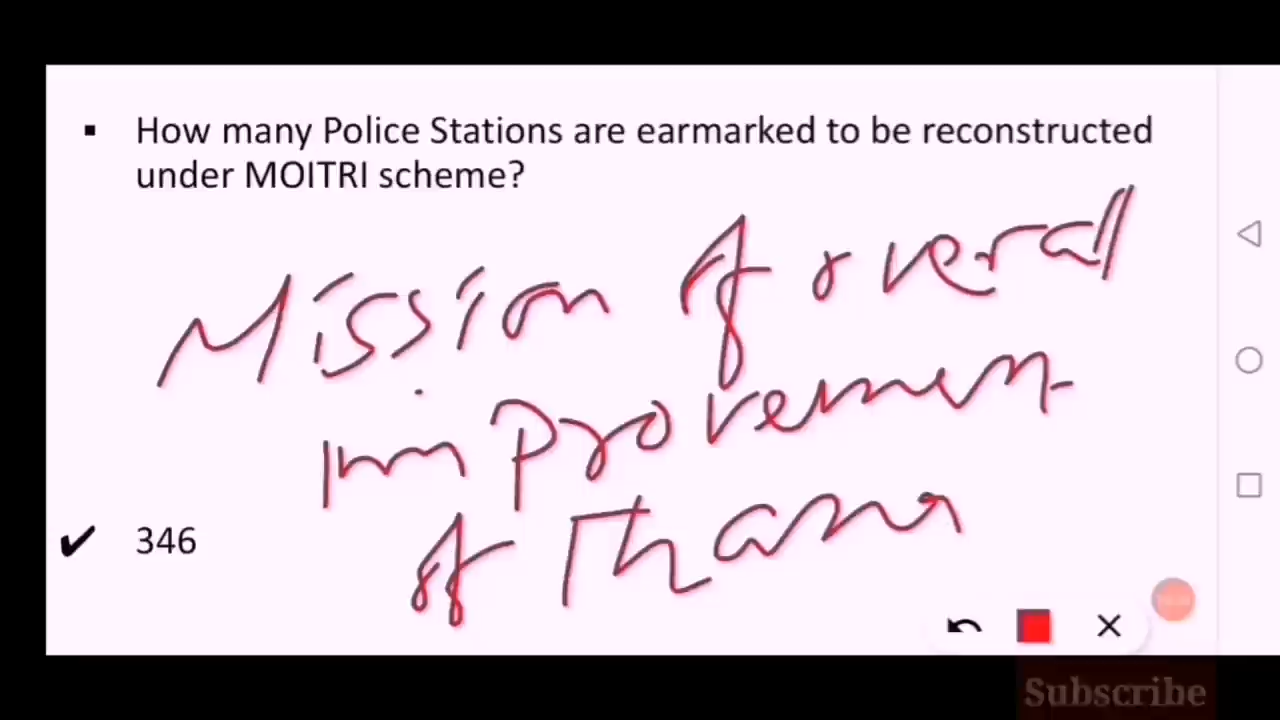 ▪ How many Police Stations are earmarked to be reconstructed
under MOITRI scheme?
Mission of overall
improvement
of Thana
✔ 346
Subscribe